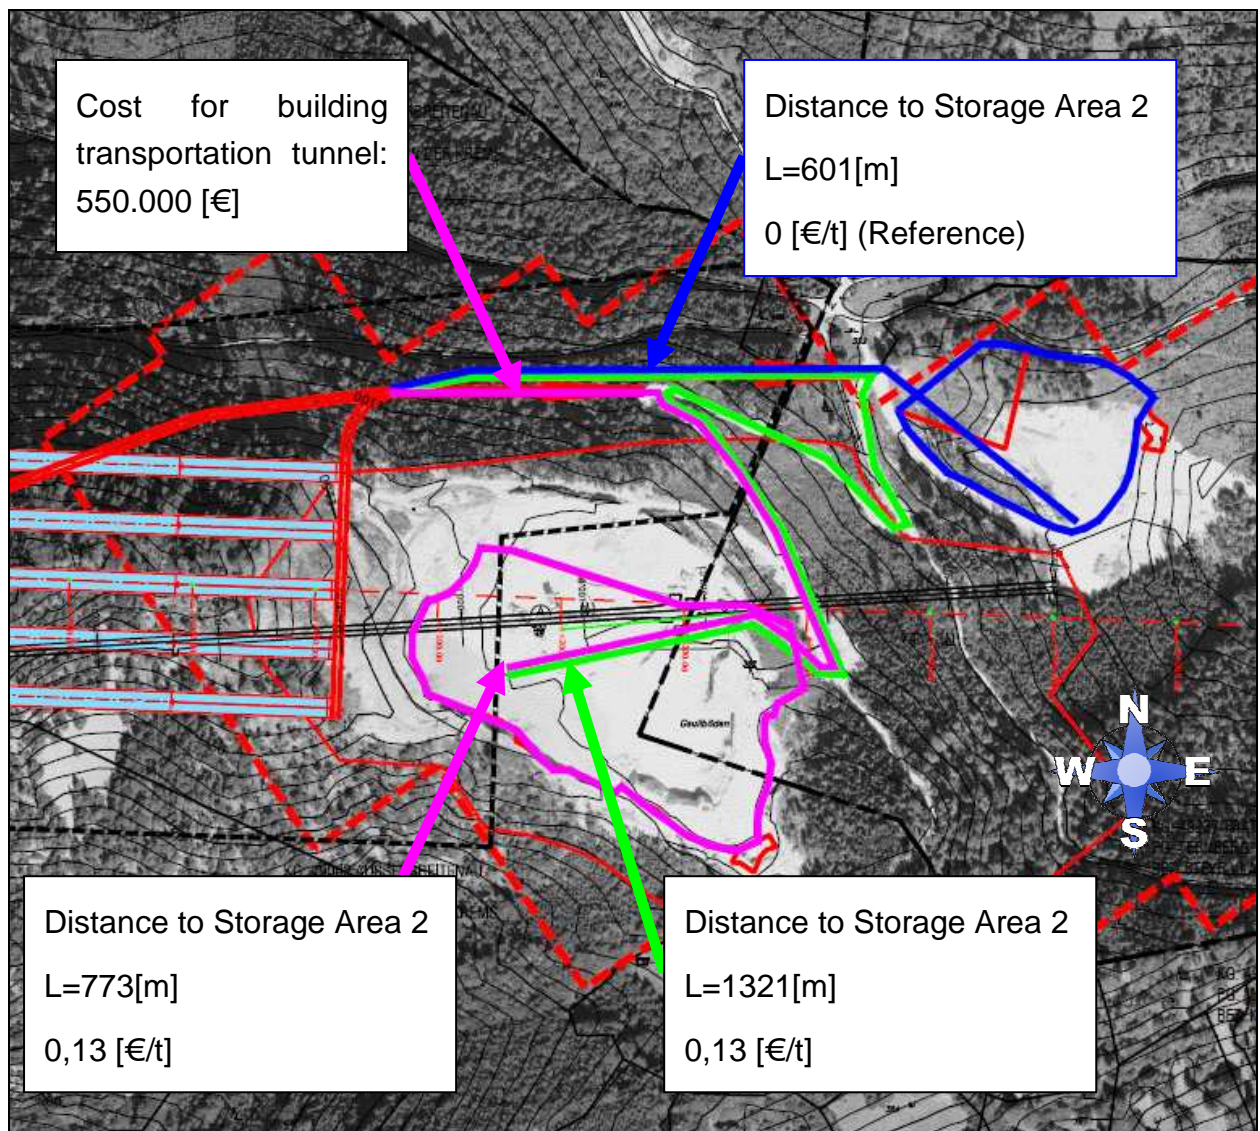 Cost for building
transportation tunnel:
550.000 [€]
Distance to Storage Area 2
L=601[m]
0 [€/t] (Reference)
Gaulböden
N
W E
S
Distance to Storage Area 2
L=773[m]
0,13 [€/t]
Distance to Storage Area 2
L=1321[m]
0,13 [€/t]